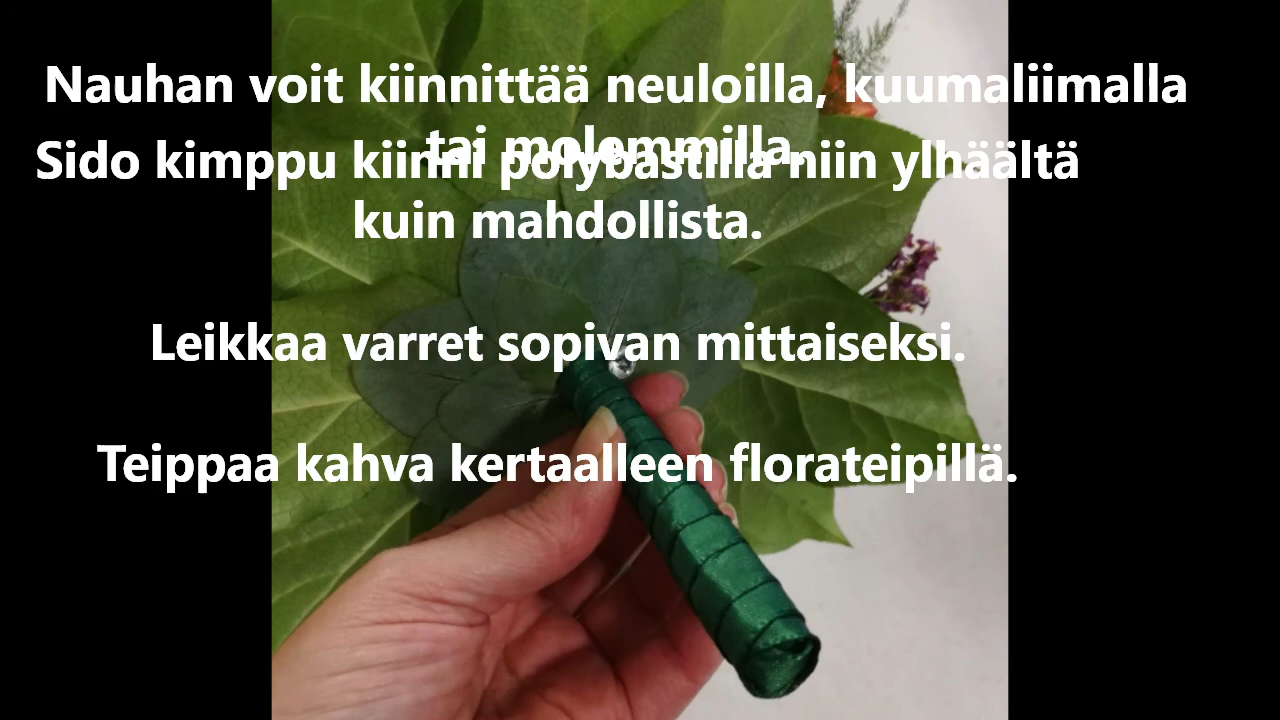 Nauhan voit kiinnittää neuloilla, kuumaliimalla
tai molemmilla.
Sido kimppu kiinni polybastilla niin ylhäältä
kuin mahdollista.
Leikkaa varret sopivan mittaiseksi.
Teippaa kahva kertaalleen florateipillä.